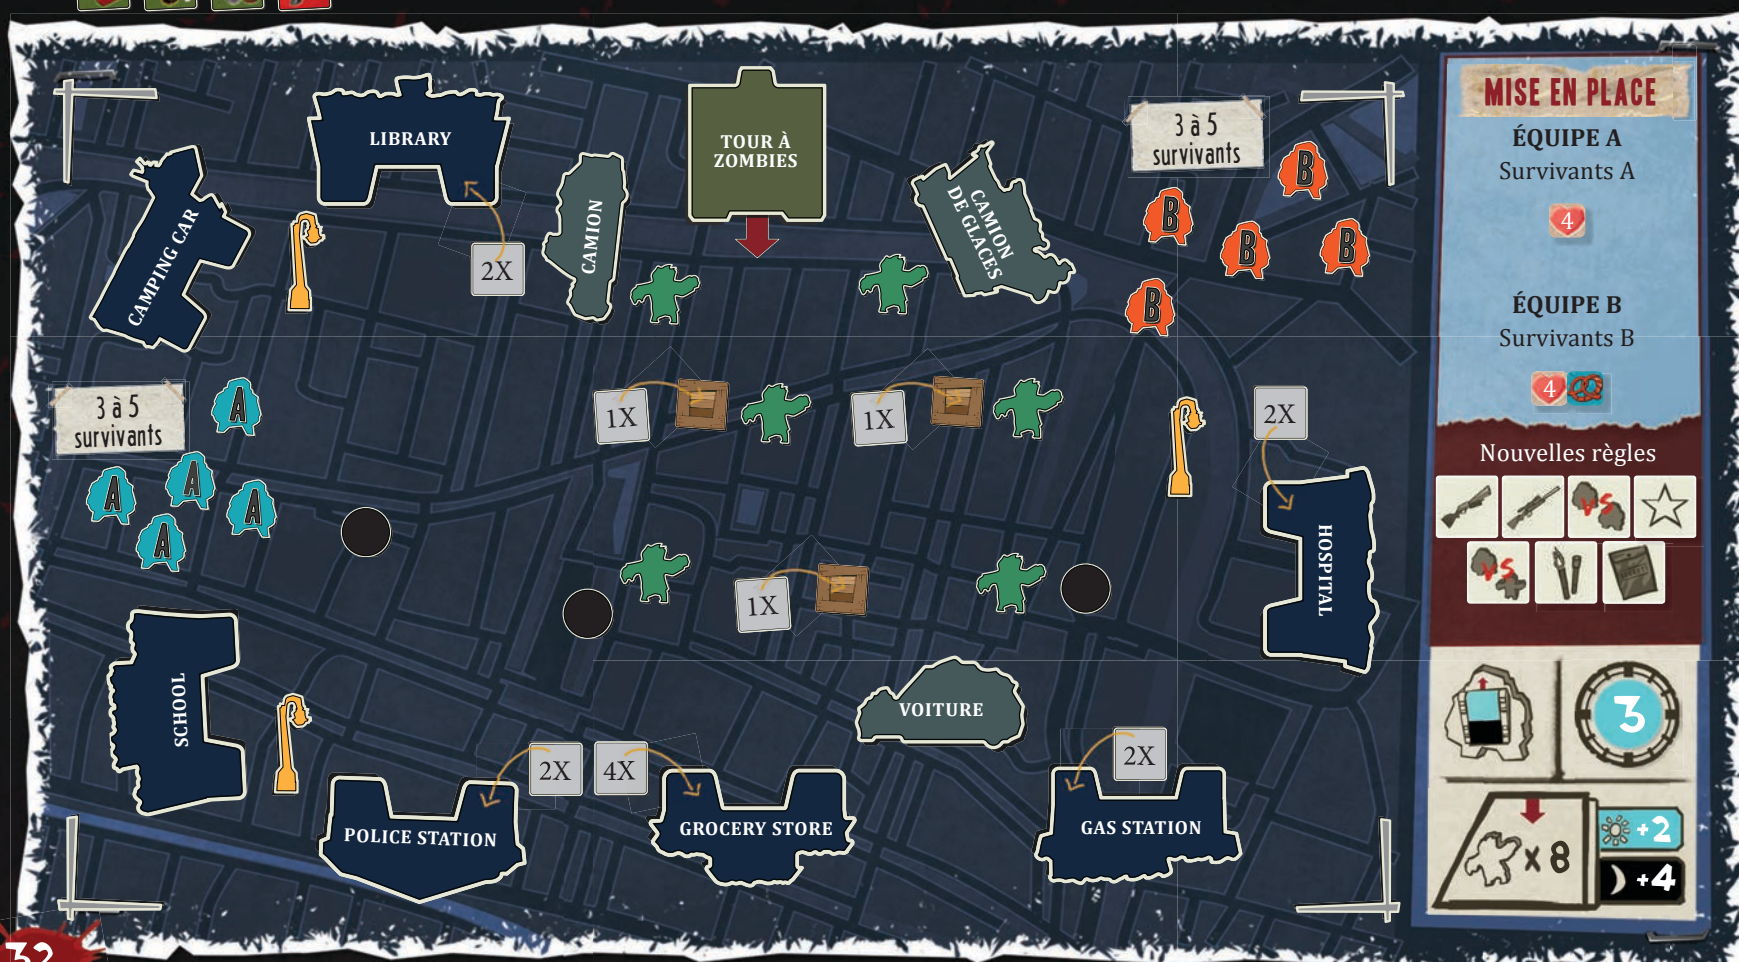 LIBRARY
TOUR À
ZOMBIES
3 à 5
survivants
B
B
B
B
B
CAMPING CAR
CAMION
CAMION
DE GLACES
2X
3 à 5
survivants
A
A
A
A
A
1X
1X
2X
HOSPITAL
1X
SCHOOL
VOITURE
2X
4X
2X
POLICE STATION
GROCERY STORE
GAS STATION
32
MISE EN PLACE
ÉQUIPE A
Survivants A
4
ÉQUIPE B
Survivants B
4
Nouvelles règles
VS
VS
3
x 8
+2
+4